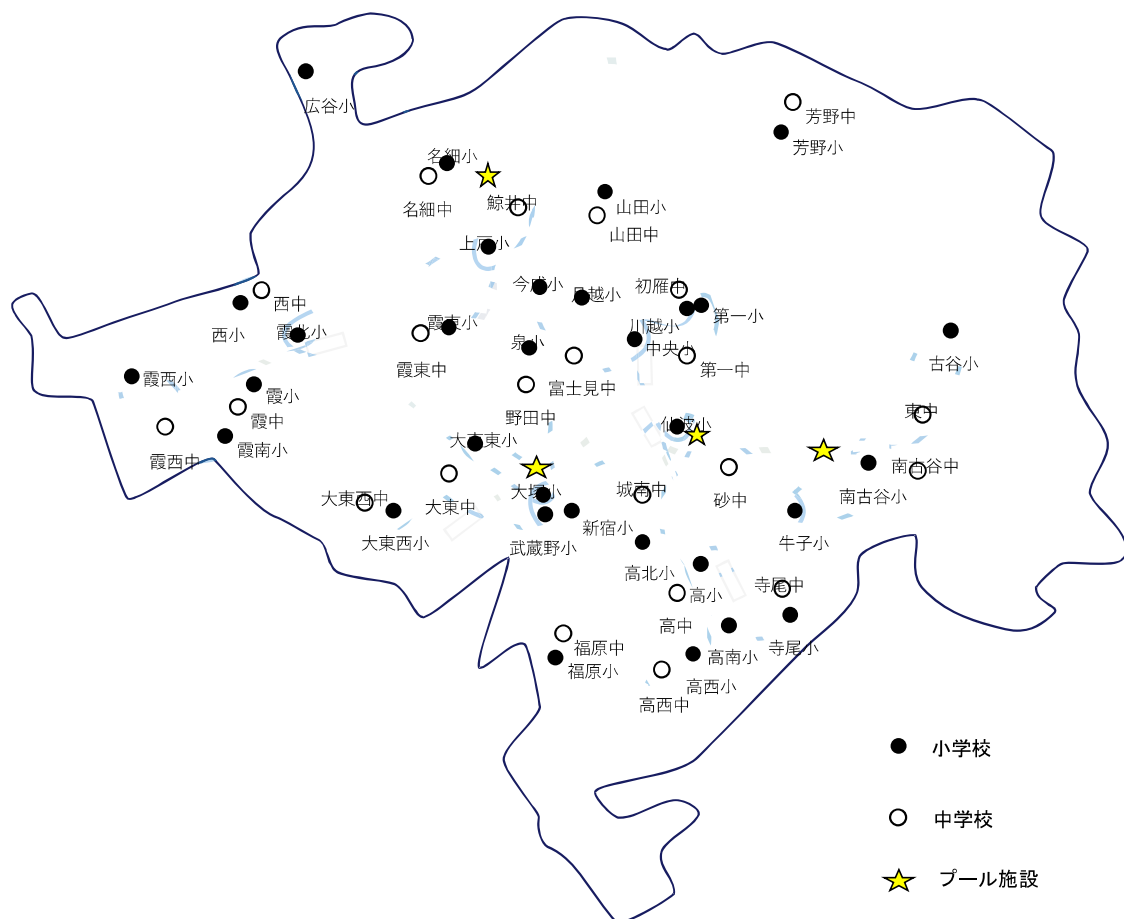 広谷小
芳野中
芳野小
名細小
名細中
鯨井中
山田小
山田中
上戸小
今成小
月越小
初雁中
西中
第一小
西小
霞北小
霞東小
川越小
中央小
泉小
霞東中
富士見中
第一中
古谷小
霞西小
霞小
霞中
野田中
東中
仙波小
霞南小
霞西中
大東東小
南古谷中
大塚小
城南中
大東西中
大東中
砂中
南古谷小
新宿小
大東西小
武蔵野小
牛子小
高北小
寺尾中
高小
高中
福原中
寺尾小
高南小
福原小
高西小
高西中
小学校
中学校
プール施設